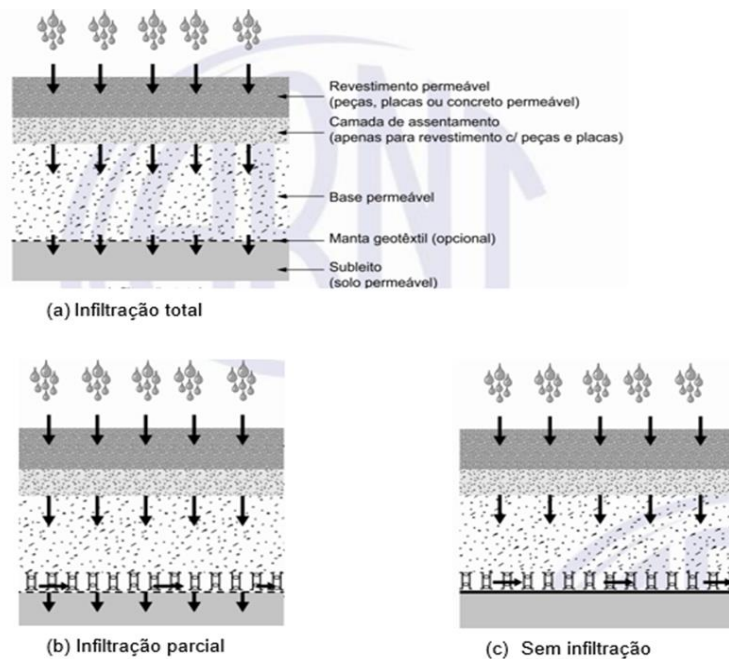 Revestimento permeável
(peças, placas ou concreto permeável)
Camada de assentamento
(apenas para revestimento c/ peças e placas)
Base permeável
Manta geotêxtil (opcional)
Subleito
(solo permeável)
(a) Infiltração total
(b) Infiltração parcial
(c) Sem infiltração